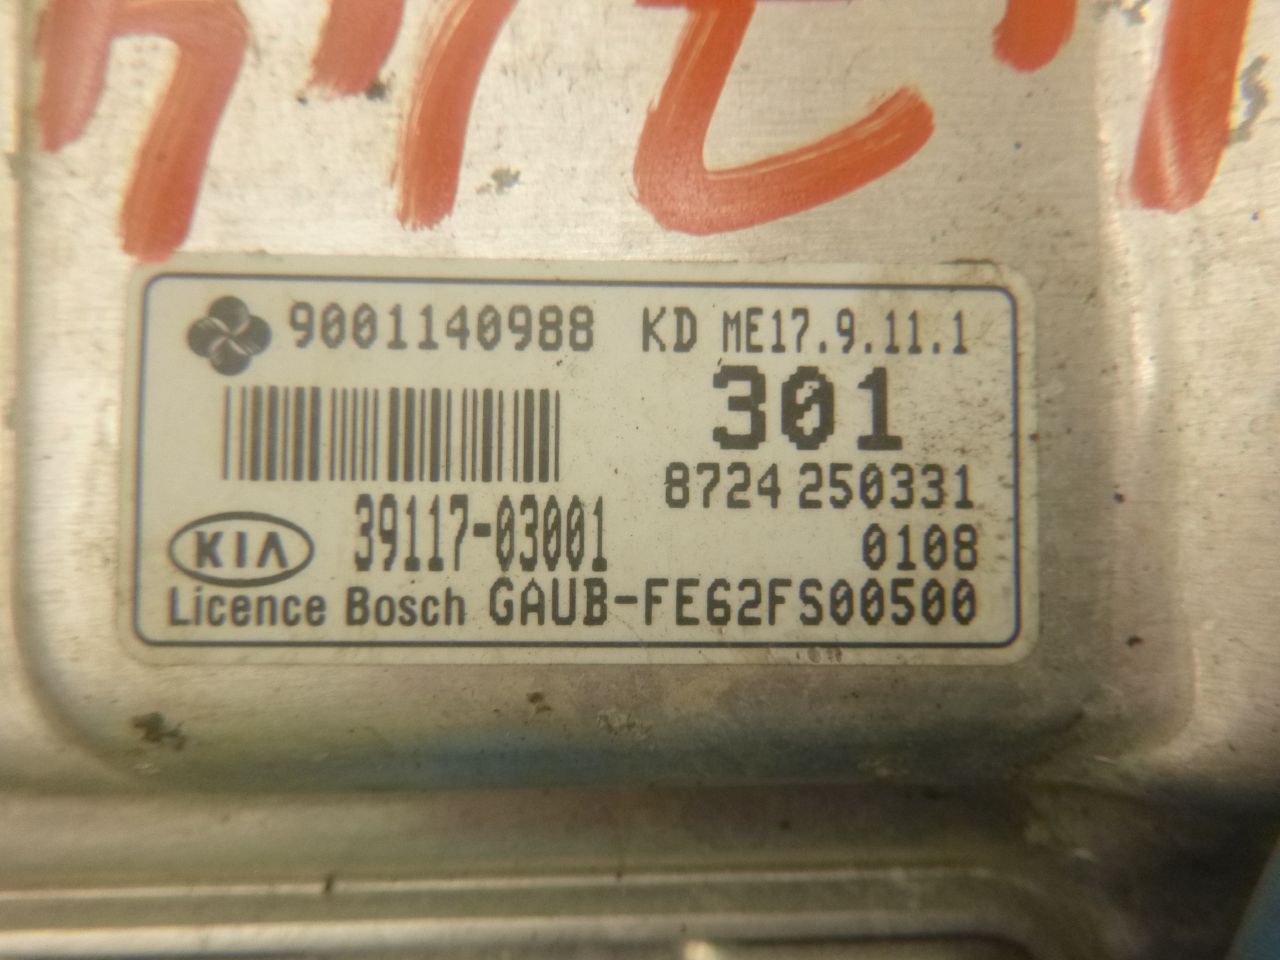 9001140988 KD ME17.9.11.1
301
8724 250331
39117-03001
KIA
0108
Licence Bosch GAUB-FE62FS00500